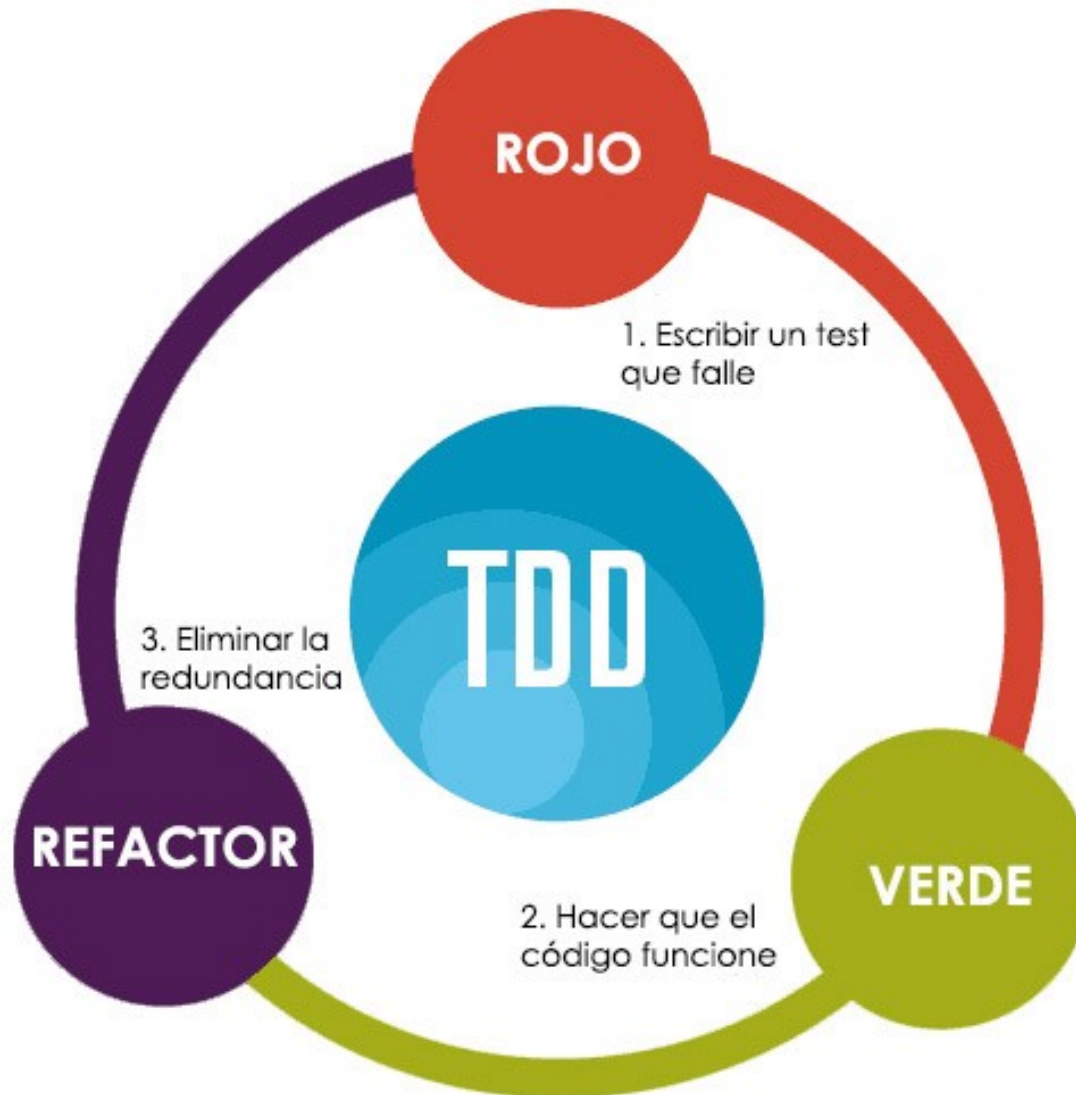 ROJO
1. Escribir un test
que falle
TDD
3. Eliminar la
redundancia
REFACTOR
VERDE
2. Hacer que el
código funcione